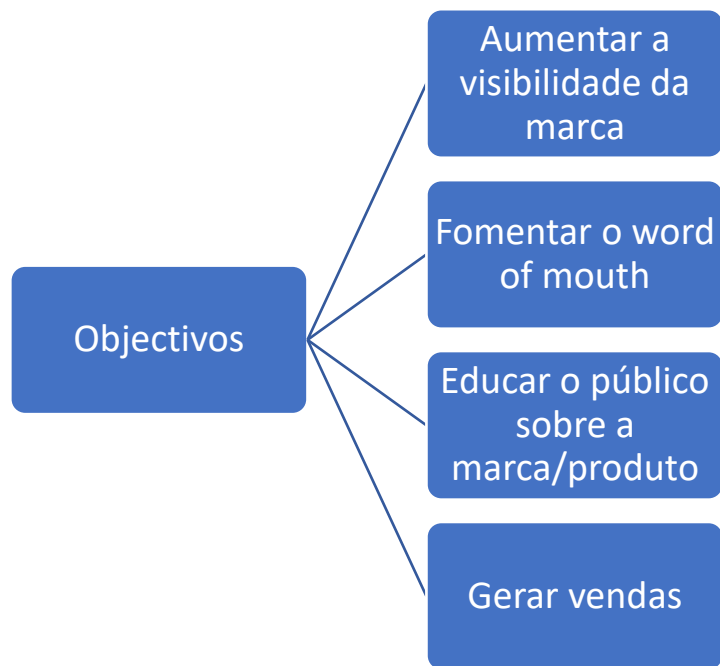 Objectivos
Aumentar a
visibilidade da
marca
Fomentar o word
of mouth
Educar o público
sobre a
marca/produto
Gerar vendas